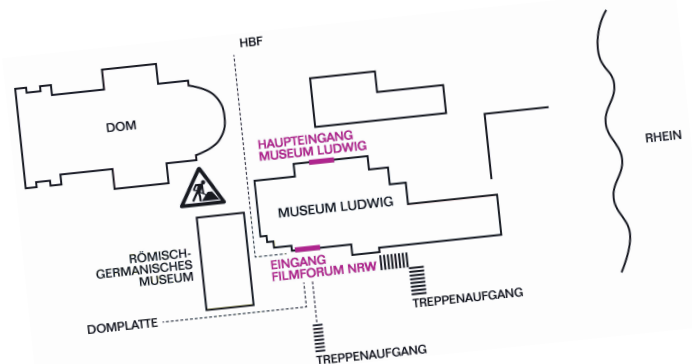 HBF
DOM
RHEIN
HAUPTEINGANG
MUSEUM LUDWIG
MUSEUM LUDWIG
RÖMISCH-
GERMANISCHES
MUSEUM
EINGANG
FILMFORUM NRW
TREPPENAUFGANG
DOMPLATTE
TREPPENAUFGANG